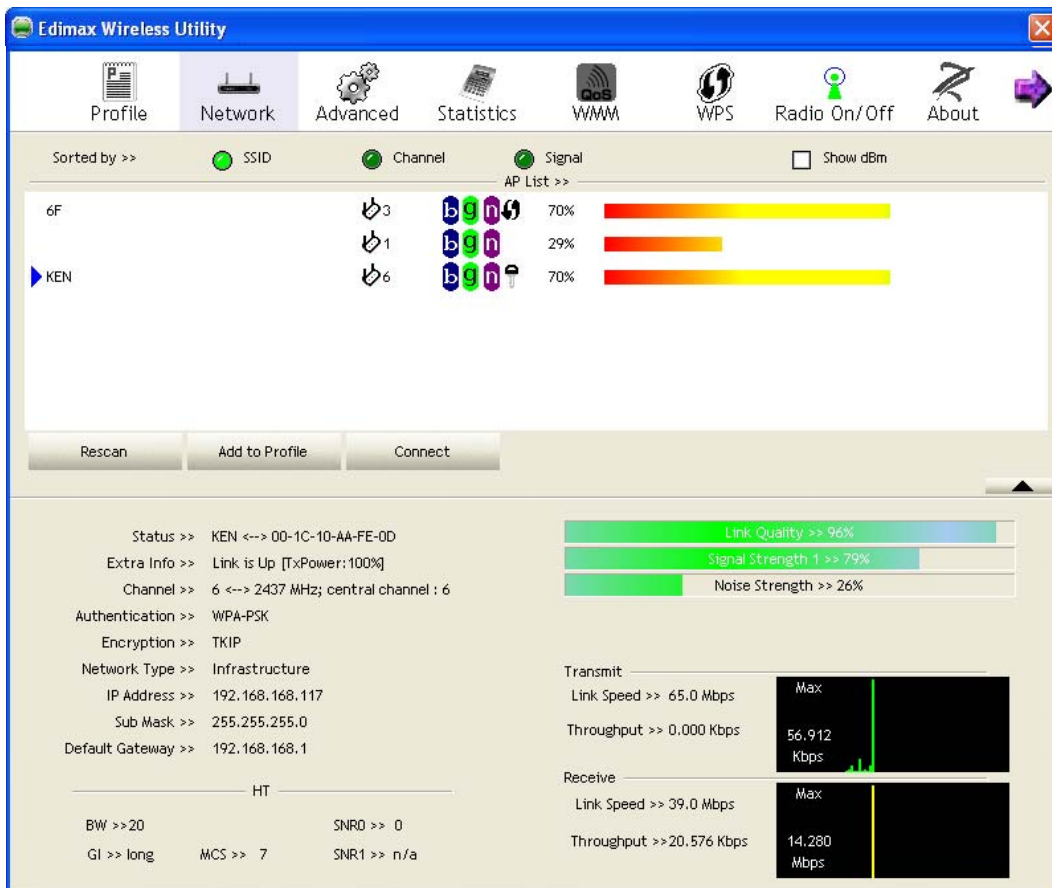 Edimax Wireless Utility
Profile Network Advanced Statistics QoS WMM WPS Radio On/Off About
Sorted by >> SSID Channel Signal Show dBm
AP List >>
6F 3 b g n 70%
1 b g n 29%
KEN 6 b g n 70%
Rescan Add to Profile Connect
Status >> KEN <--> 00-1C-10-AA-FE-0D
Extra Info >> Link is Up [TxPower:100%]
Channel >> 6 <--> 2437 MHz; central channel : 6
Authentication >> WPA-PSK
Encryption >> TKIP
Network Type >> Infrastructure
IP Address >> 192.168.168.117
Sub Mask >> 255.255.255.0
Default Gateway >> 192.168.168.1
HT
BW >>20 SNR0 >> 0
GI >> long MCS >> 7 SNR1 >> n/a
Link Quality >> 96%
Signal Strength 1 >> 79%
Noise Strength >> 26%
Transmit
Link Speed >> 65.0 Mbps
Throughput >> 0.000 Kbps
Max
56.912
Kbps
Receive
Link Speed >> 39.0 Mbps
Throughput >>20.576 Kbps
Max
14.280
Mbps